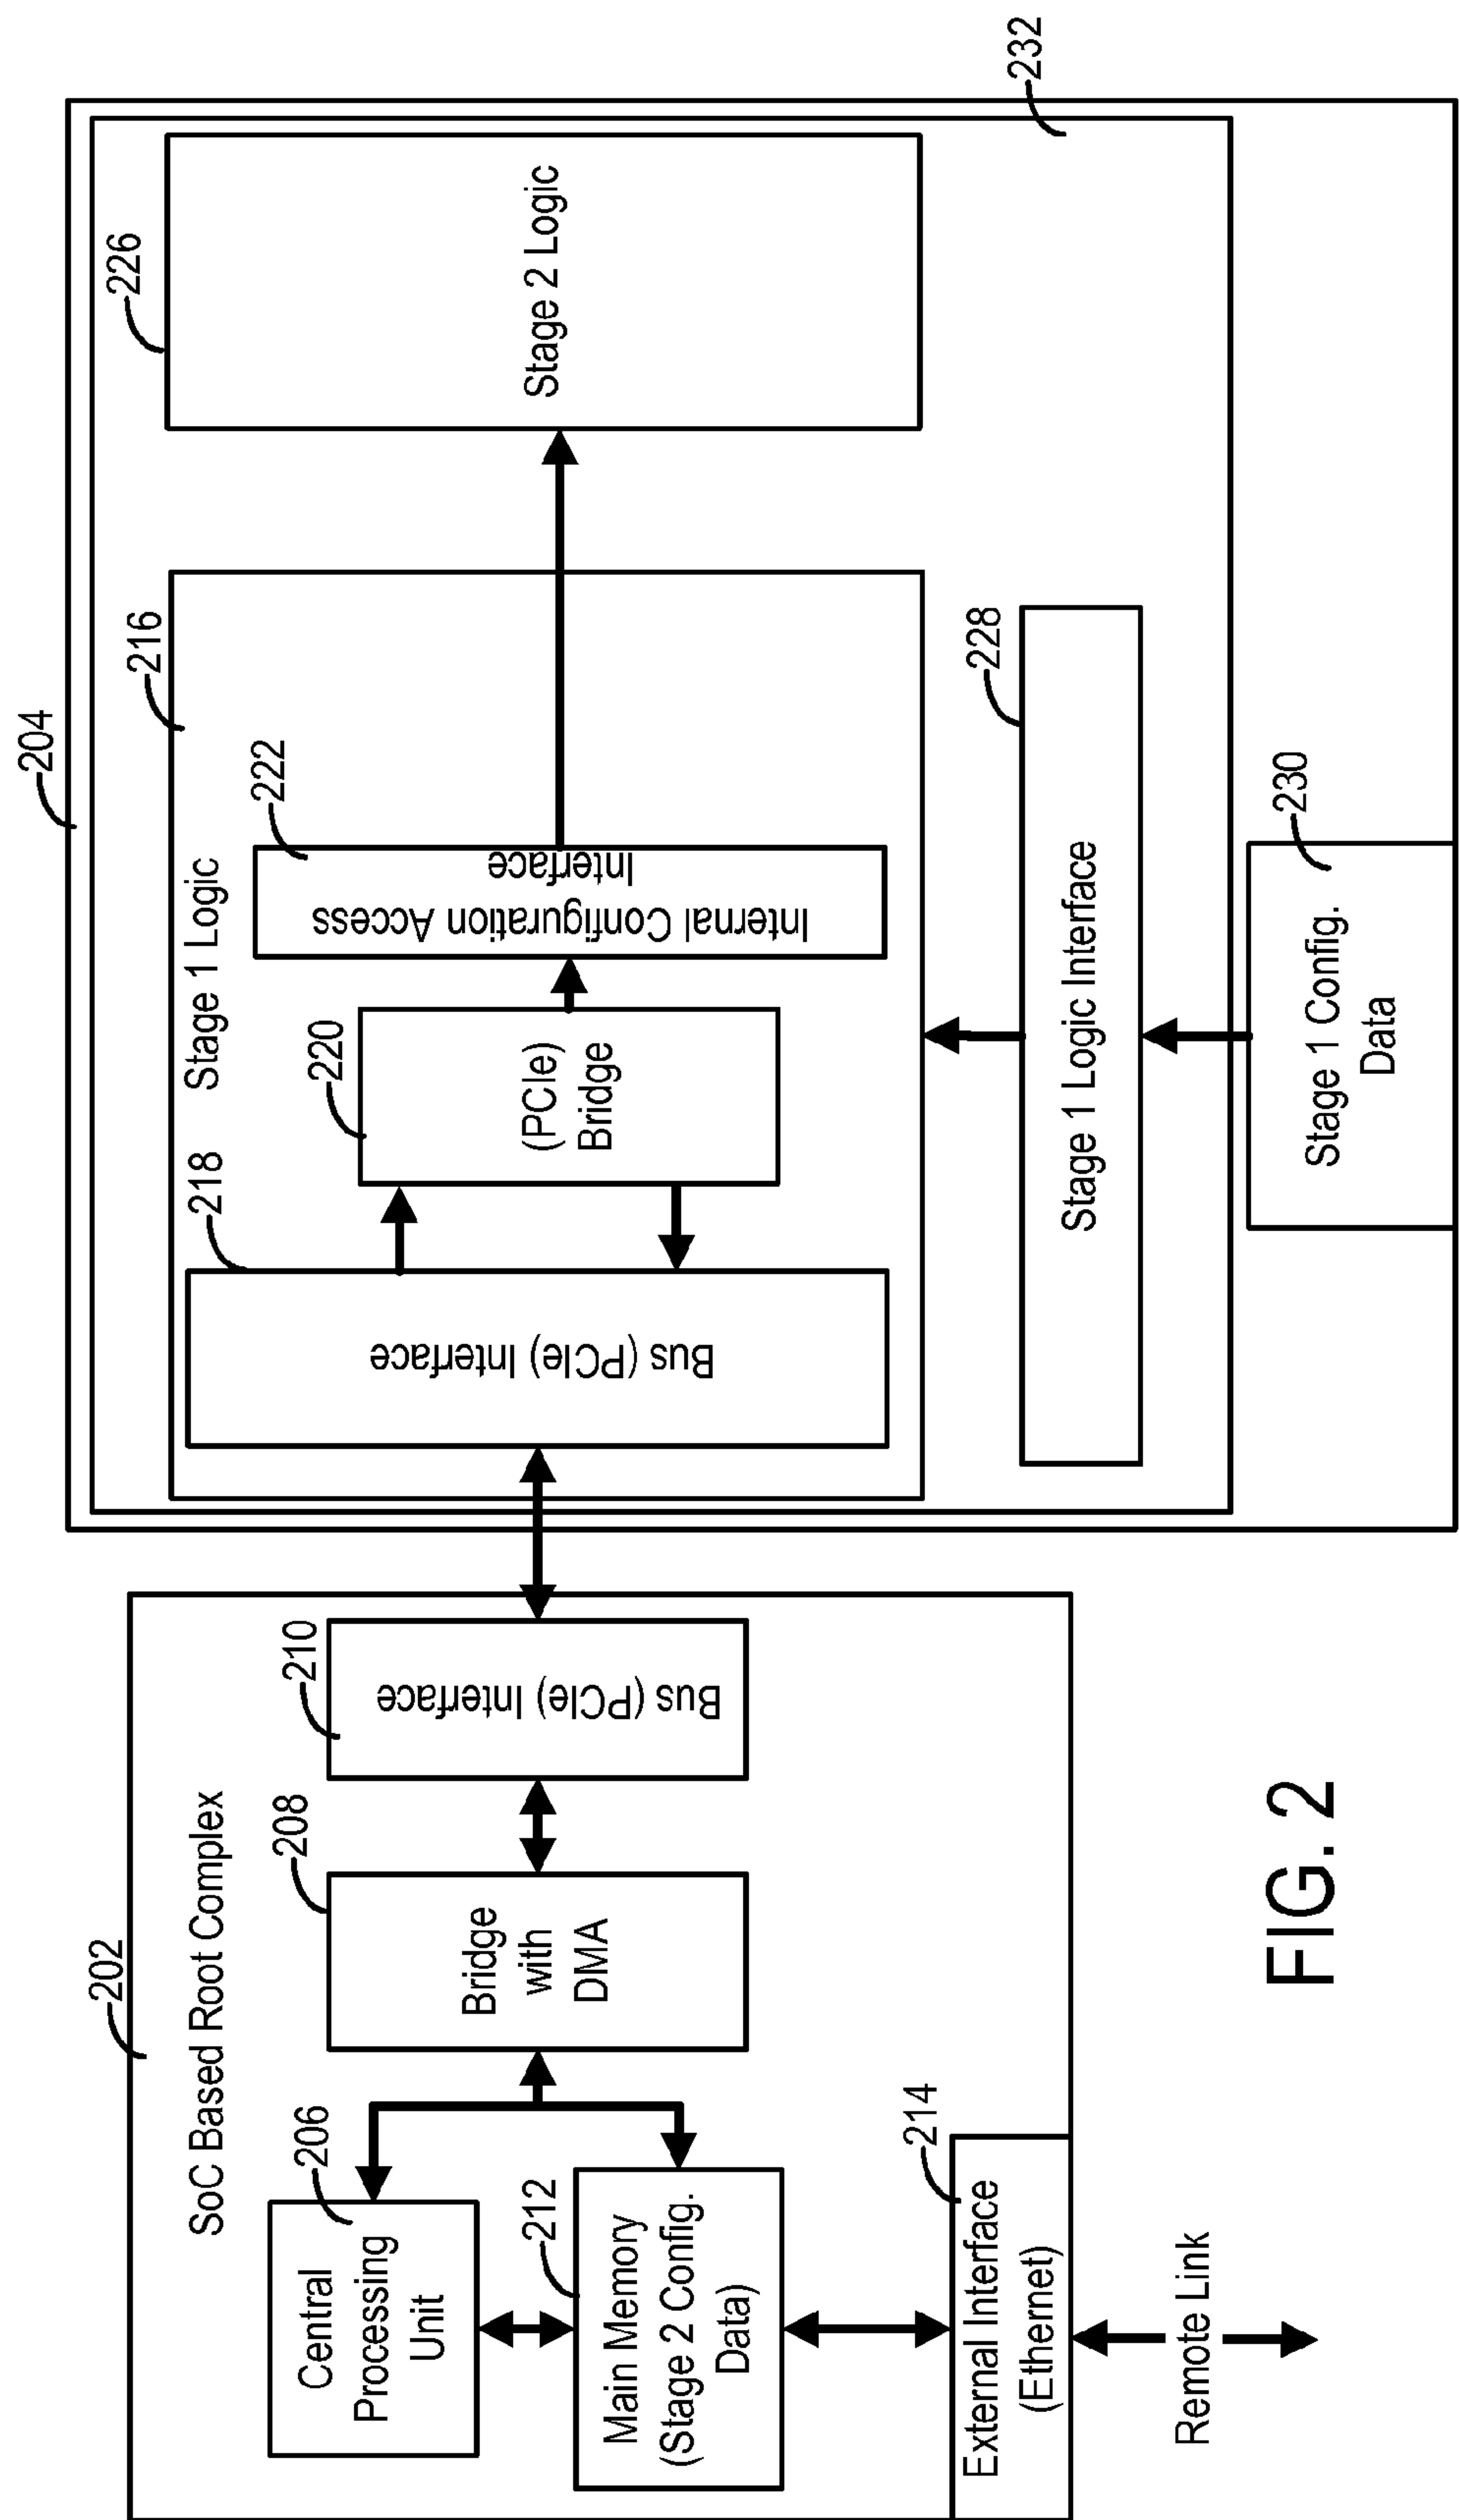 202
SoC Based Root Complex
206
Central
Processing
Unit
212
Main Memory
(Stage 2 Config.
Data)
208
Bridge
with
DMA
210
Bus (PCIe) Interface
214
External Interface
(Ethernet)
Remote Link
204
216
Stage 1 Logic
218
Bus (PCIe) Interface
220
(PCIe)
Bridge
222
Internal Configuration Access
Interface
226
Stage 2 Logic
228
Stage 1 Logic Interface
230
Stage 1 Config.
Data
232
FIG. 2